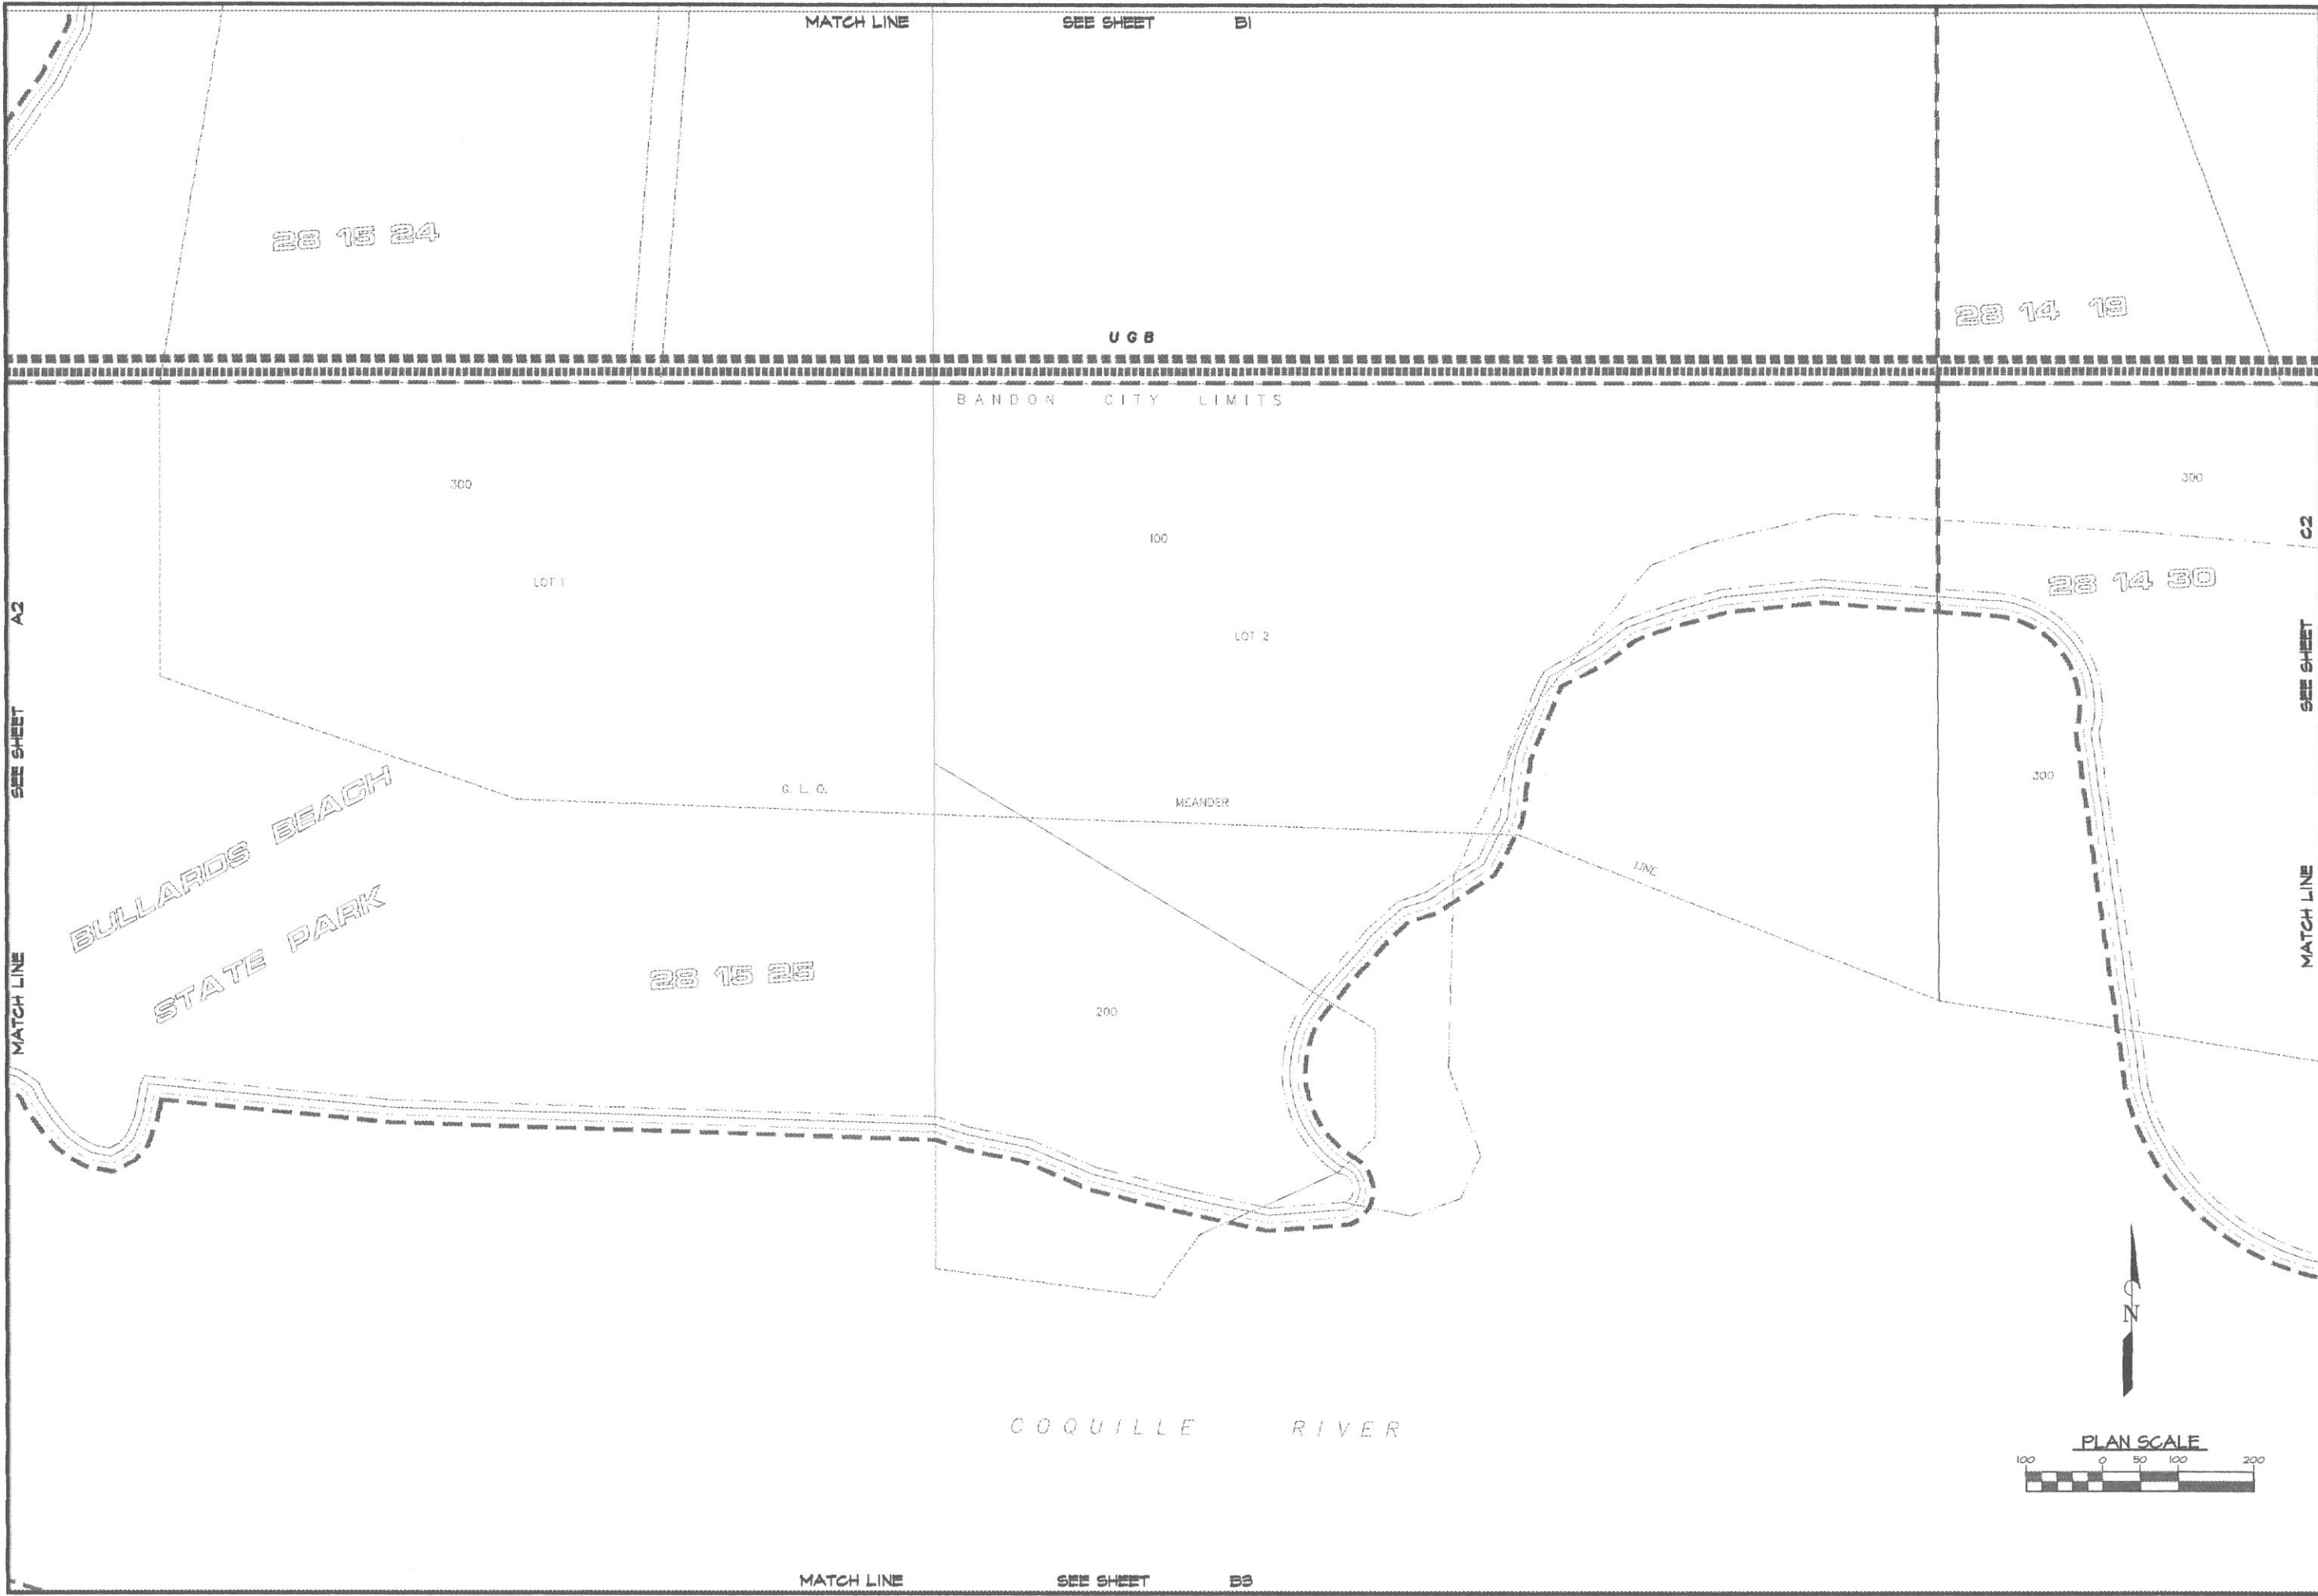 MATCH LINE SEE SHEET B1
28 15 24
28 14 19
U G B
BANDON CITY LIMITS
300
300
100
LOT 1
LOT 2
28 14 30
MATCH LINE SEE SHEET A2
MATCH LINE SEE SHEET C2
300
G. L. O. MEANDER LINE
BULLARDS BEACH
STATE PARK
28 15 25
200
N
COQUILLE RIVER
PLAN SCALE
100 0 50 100 200
MATCH LINE SEE SHEET B3